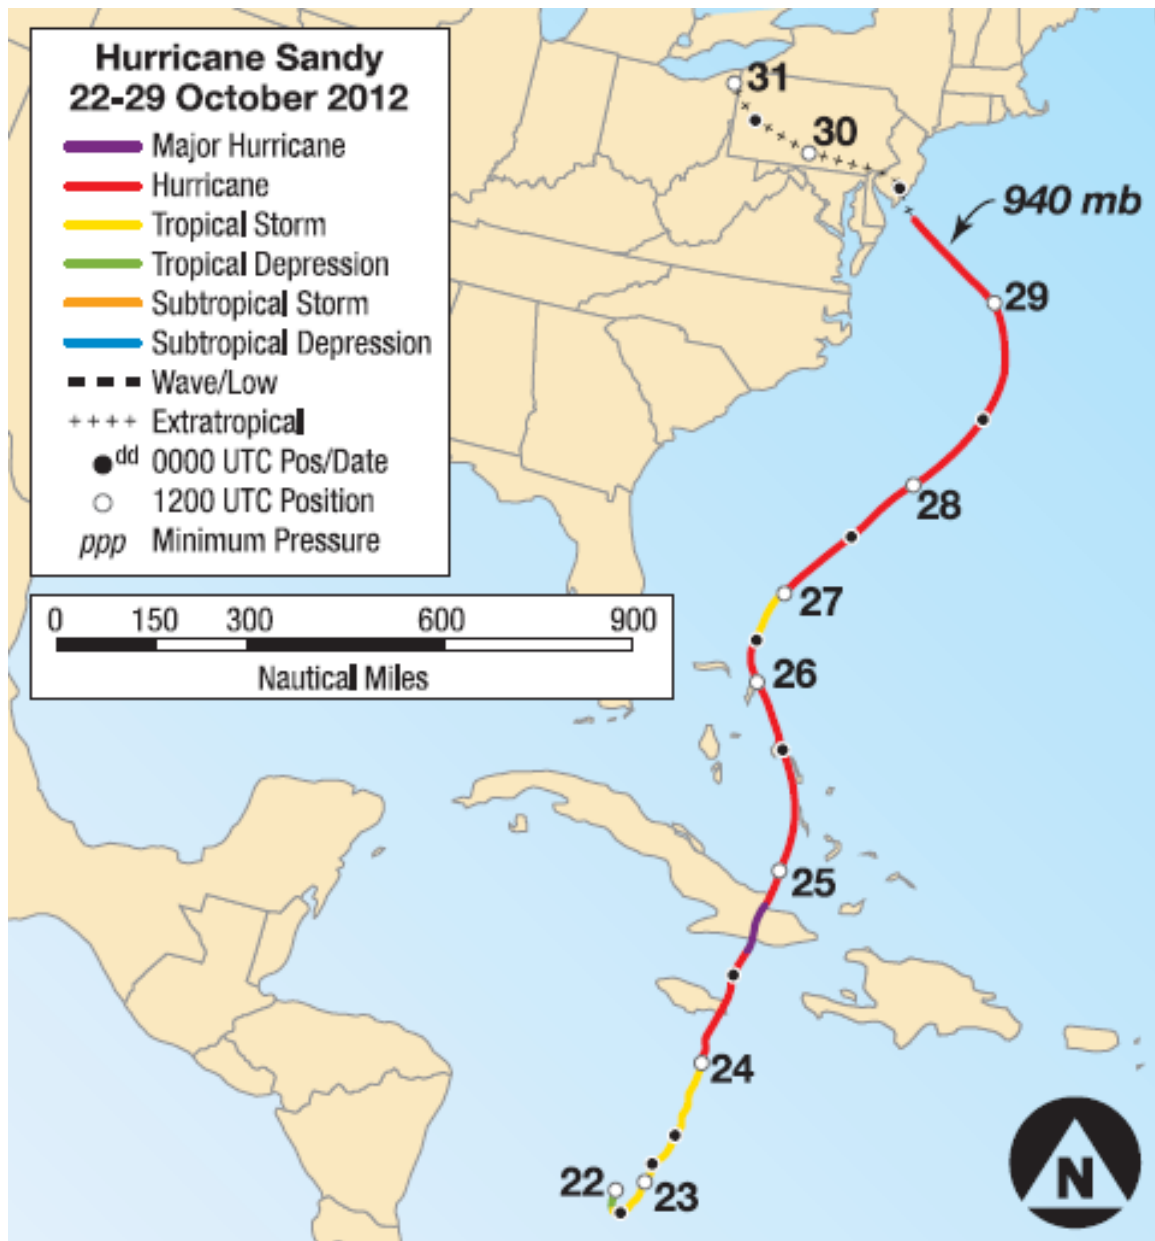 Hurricane Sandy
22-29 October 2012
Major Hurricane
Hurricane
Tropical Storm
Tropical Depression
Subtropical Storm
Subtropical Depression
Wave/Low
++++ Extratropical
dd 0000 UTC Pos/Date
1200 UTC Position
ppp Minimum Pressure
0 150 300 600 900
Nautical Miles
31
30
940 mb
29
28
27
26
25
24
22
23
N